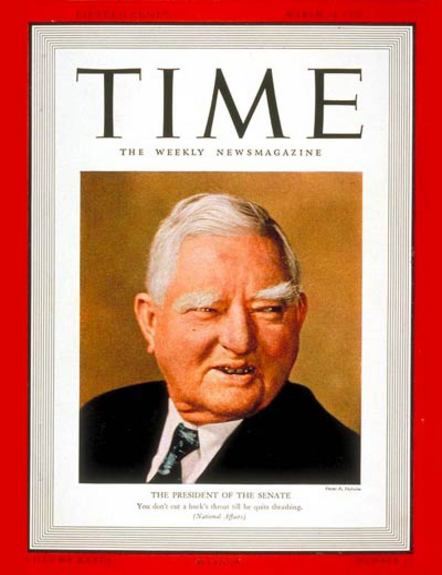 TIME
THE WEEKLY NEWSMAGAZINE
THE PRESIDENT OF THE SENATE
You don't cut a buck's throat till he quits thrashing.
(National Affairs)